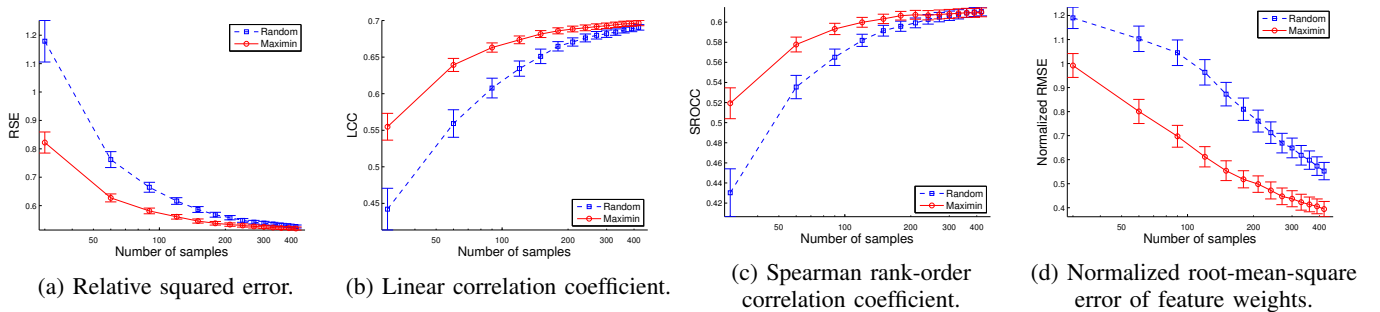 1.2
1.1
1
0.9
0.8
0.7
0.6
RSE
50
100
200
300
400
Number of samples
Random
Maximin
(a) Relative squared error.
0.7
0.65
0.6
0.55
0.5
0.45
LCC
50
100
200
300
400
Number of samples
Random
Maximin
(b) Linear correlation coefficient.
0.6
0.58
0.56
0.54
0.52
0.5
0.48
0.46
0.44
0.42
SROCC
50
100
200
300
400
Number of samples
Random
Maximin
(c) Spearman rank-order
correlation coefficient.
1.2
1.1
1
0.9
0.8
0.7
0.6
0.5
0.4
Normalized RMSE
50
100
200
300
400
Number of samples
Random
Maximin
(d) Normalized root-mean-square
error of feature weights.